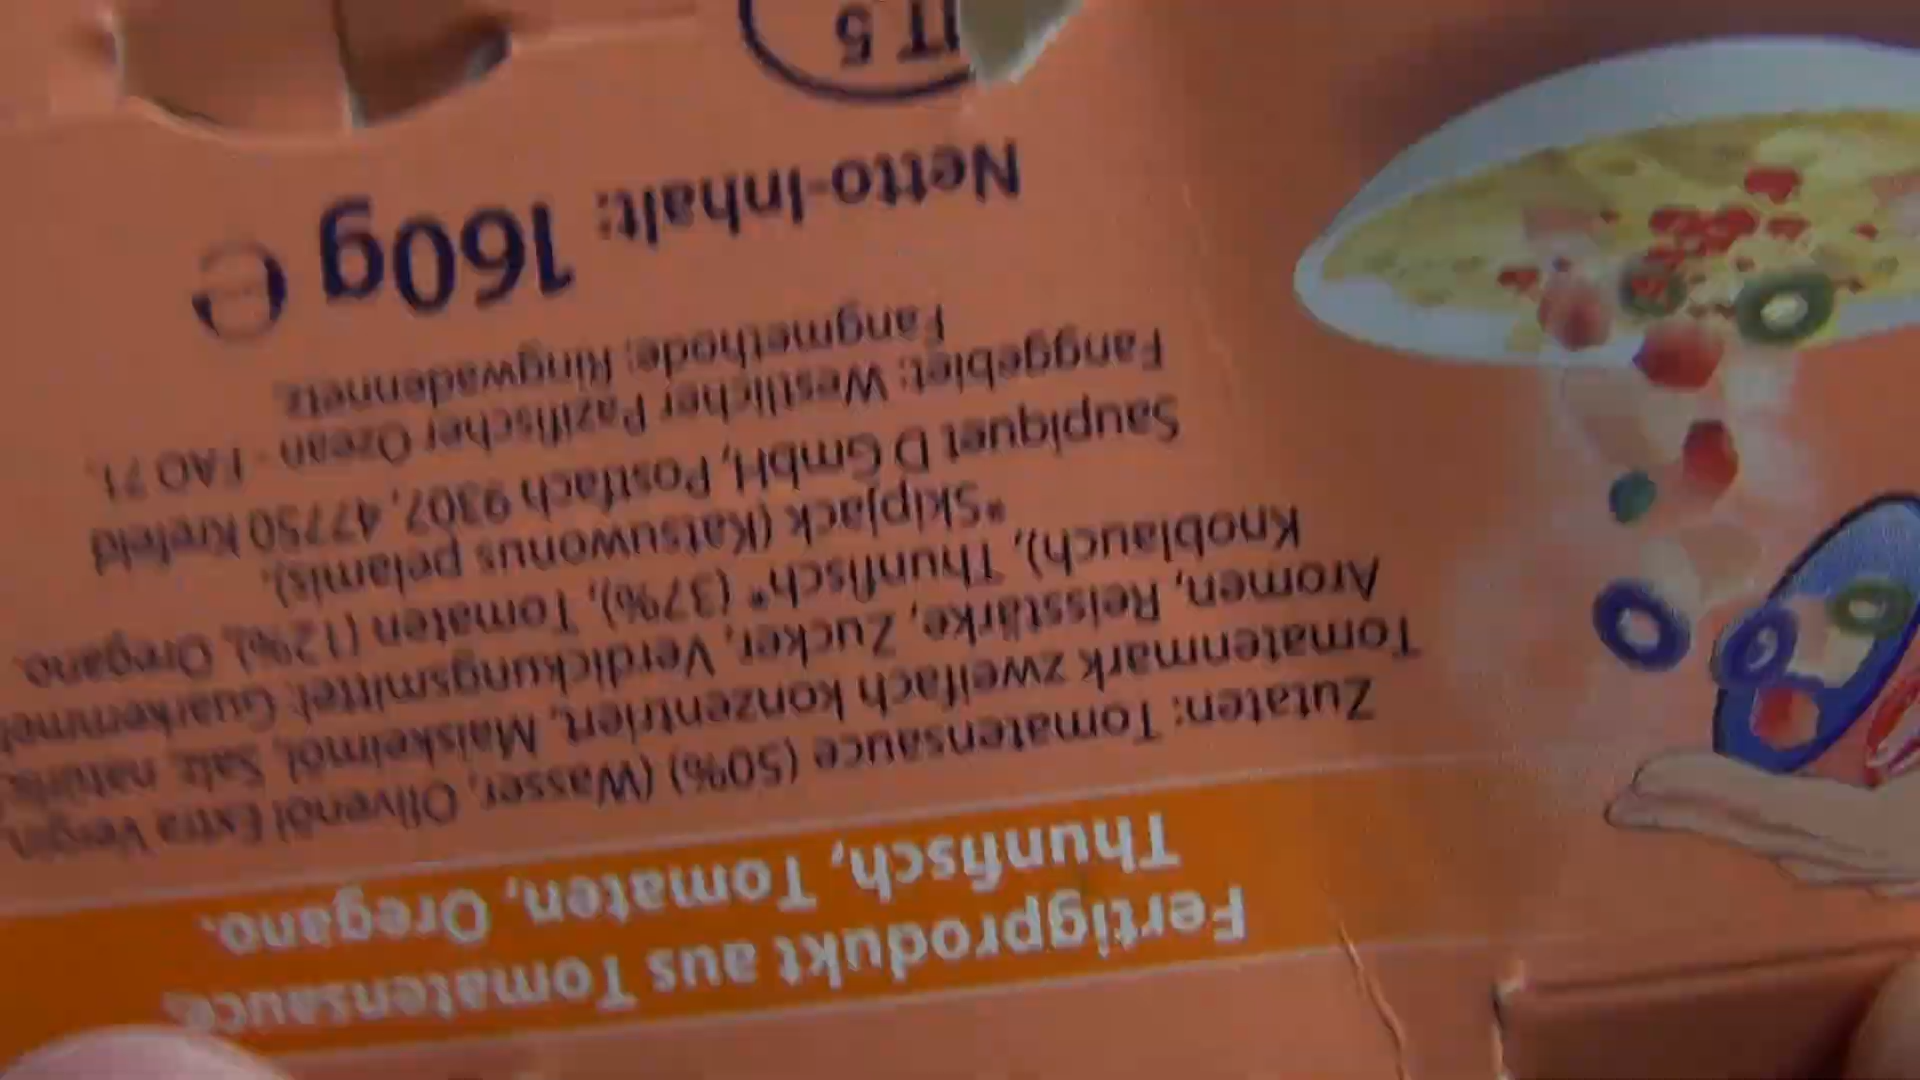 Fertigprodukt aus Tomatensauce,
Thunfisch, Tomaten, Oregano.
Zutaten: Tomatensauce (50%) (Wasser, Olivenöl Extra Vergin,
Tomatenmark zweifach konzentriert, Maiskeimöl, Salz, natürl.
Aromen, Reisstärke, Zucker, Verdickungsmittel: Guarkernmehl
Knoblauch), Thunfisch* (37%), Tomaten (12%), Oregano.
*Skipjack (Katsuwonus pelamis).
Saupiquet D GmbH, Postfach 9307, 47750 Krefeld
Fanggebiet: Westlicher Pazifischer Ozean - FAO 71.
Fangmethode: Ringwadennetz
Netto-Inhalt: 160g ℮
IT 5